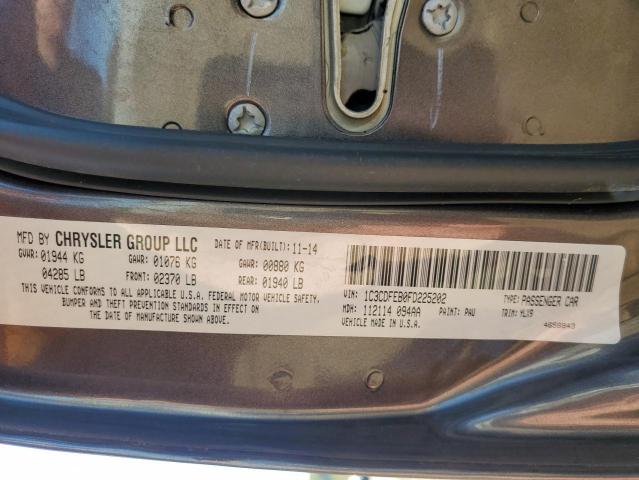 MFD BY CHRYSLER GROUP LLC DATE OF MFR(BUILT): 11-14
GVWR: 01944 KG GAWR: 01076 KG GAWR: 00880 KG
04285 LB FRONT: 02370 LB REAR: 01940 LB
THIS VEHICLE CONFORMS TO ALL APPLICABLE U.S.A. FEDERAL MOTOR VEHICLE SAFETY,
BUMPER AND THEFT PREVENTION STANDARDS IN EFFECT ON
THE DATE OF MANUFACTURE SHOWN ABOVE.
VIN: 1C3CDFEB0FD225202 TYPE: PASSENGER CAR
MDH: 112114 094AA PAINT: PAU TRIM: MLX9
VEHICLE MADE IN U.S.A.